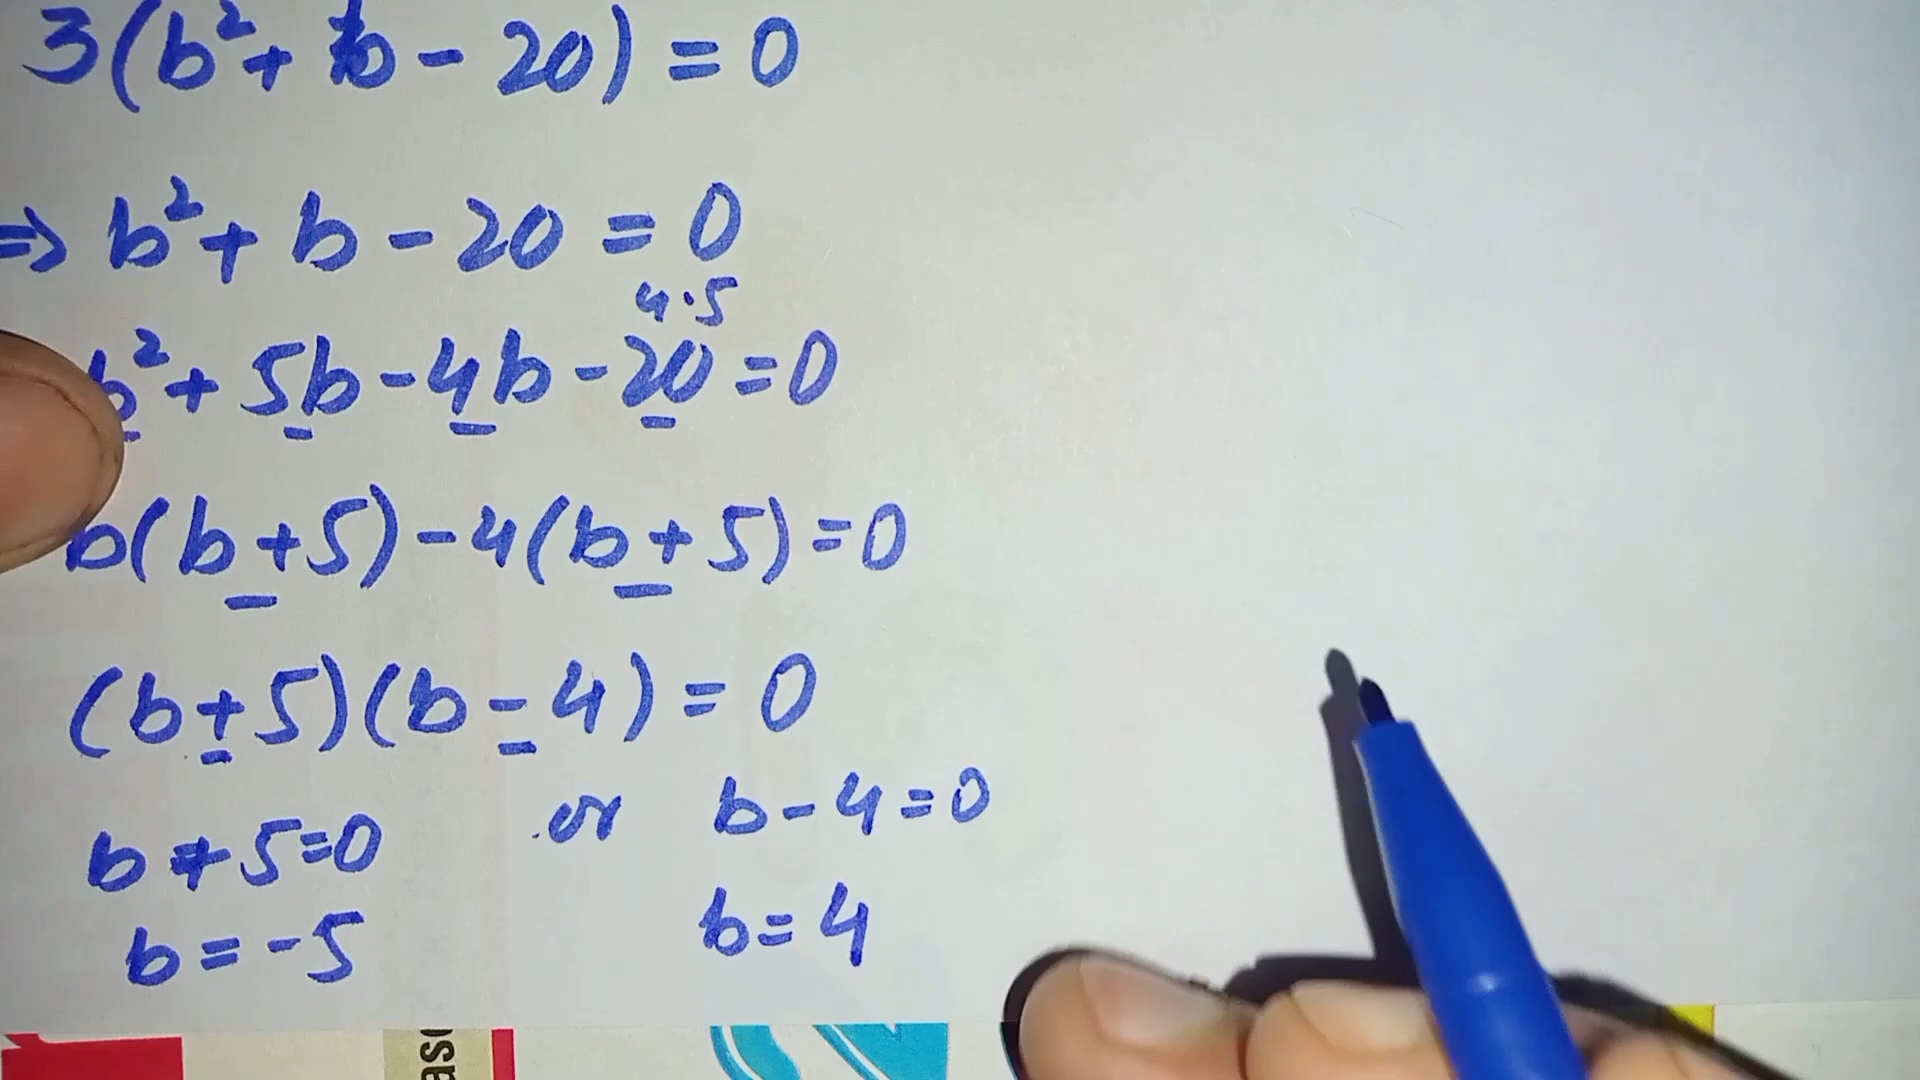 3(b²+ b - 20) = 0
⇒ b² + b - 20 = 0
4·5
b² + 5b - 4b - 20 = 0
b(b+5) - 4(b+5) = 0
(b+5)(b-4) = 0
b + 5 = 0 or b - 4 = 0
b = -5 b = 4